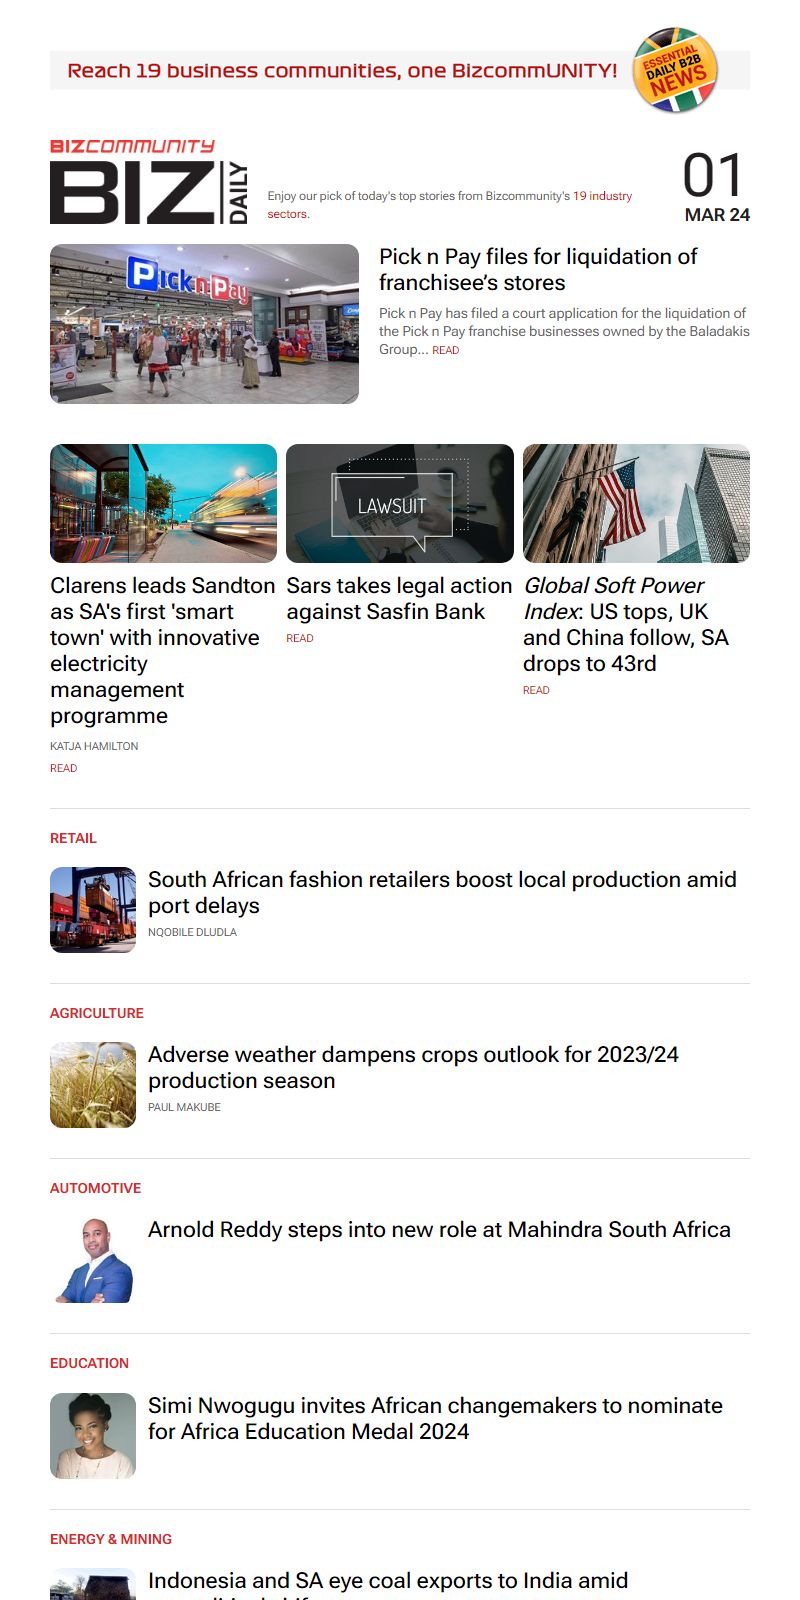 Reach 19 business communities, one BizcommUNITY!
ESSENTIAL
DAILY B2B
NEWS
BIZCOMMUNITY
BIZ
DAILY
Enjoy our pick of today's top stories from Bizcommunity's 19 industry
sectors.
01
MAR 24
Pick n Pay
Pick n Pay files for liquidation of
franchisee’s stores
Pick n Pay has filed a court application for the liquidation of
the Pick n Pay franchise businesses owned by the Baladakis
Group... READ
Clarens leads Sandton
as SA's first 'smart
town' with innovative
electricity
management
programme
KATJA HAMILTON
READ
LAWSUIT
Sars takes legal action
against Sasfin Bank
READ
Global Soft Power
Index: US tops, UK
and China follow, SA
drops to 43rd
READ
RETAIL
South African fashion retailers boost local production amid
port delays
NQOBILE DLUDLA
AGRICULTURE
Adverse weather dampens crops outlook for 2023/24
production season
PAUL MAKUBE
AUTOMOTIVE
Arnold Reddy steps into new role at Mahindra South Africa
EDUCATION
Simi Nwogugu invites African changemakers to nominate
for Africa Education Medal 2024
ENERGY & MINING
Indonesia and SA eye coal exports to India amid